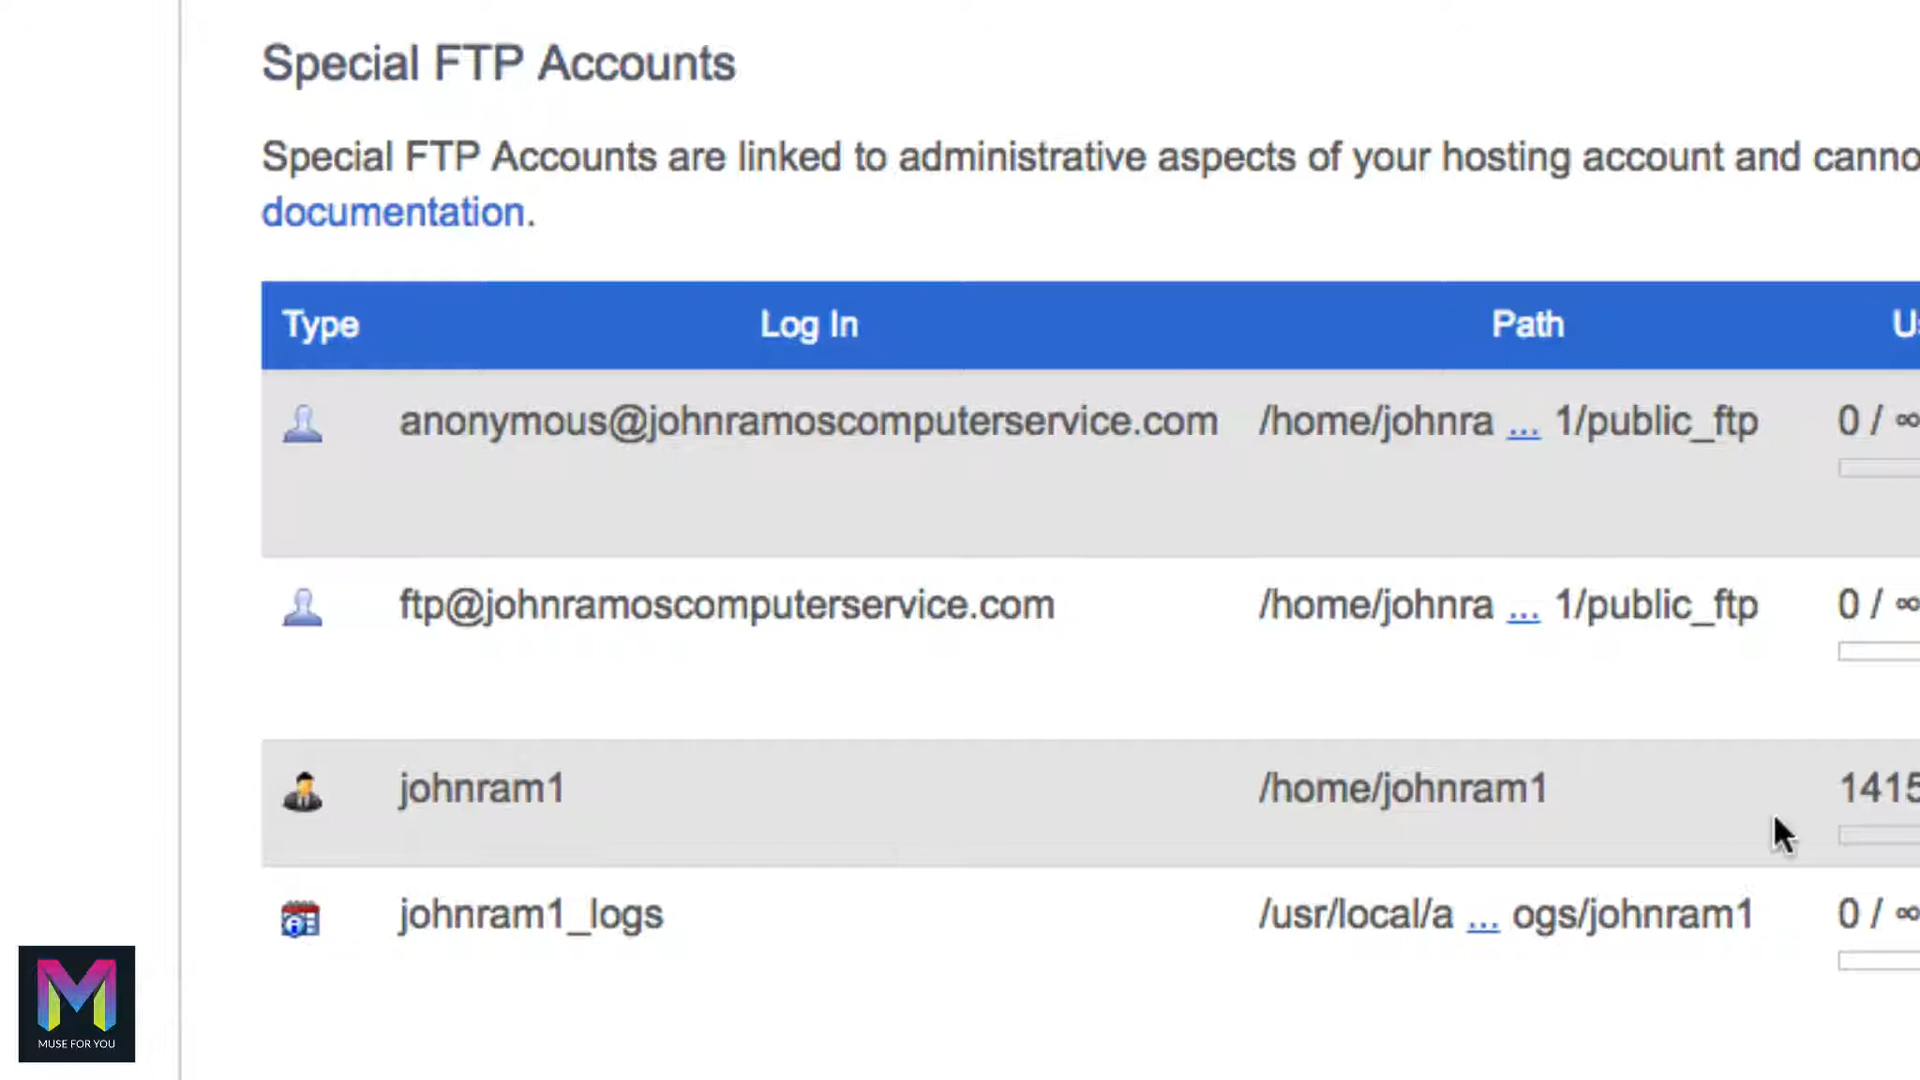 Special FTP Accounts
Special FTP Accounts are linked to administrative aspects of your hosting account and
documentation.
Type Log In Path
anonymous@johnramoscomputerservice.com /home/johnra ... 1/public_ftp 0 / ∞
ftp@johnramoscomputerservice.com /home/johnra ... 1/public_ftp 0 / ∞
johnram1 /home/johnram1 1415
johnram1_logs /usr/local/a ... ogs/johnram1 0 / ∞
MUSE FOR YOU